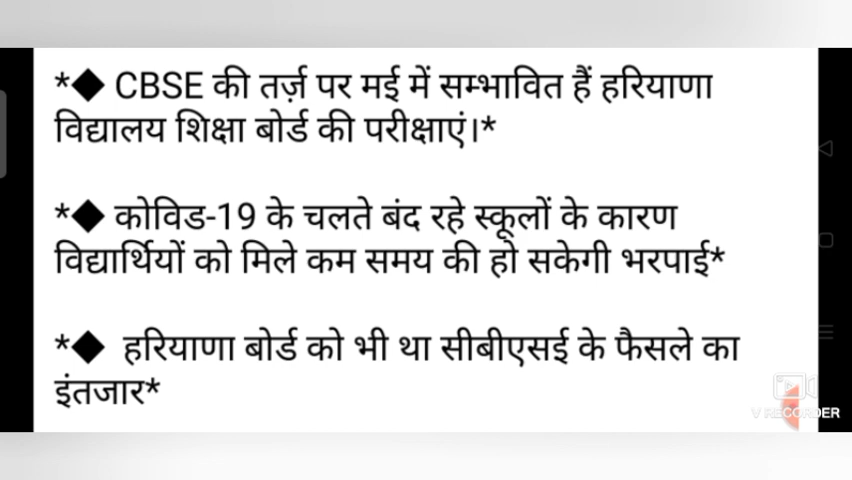 *◆ CBSE की तर्ज़ पर मई में सम्भावित हैं हरियाणा
विद्यालय शिक्षा बोर्ड की परीक्षाएं।*
*◆ कोविड-19 के चलते बंद रहे स्कूलों के कारण
विद्यार्थियों को मिले कम समय की हो सकेगी भरपाई*
*◆ हरियाणा बोर्ड को भी था सीबीएसई के फैसले का
इंतजार*
V RECORDER